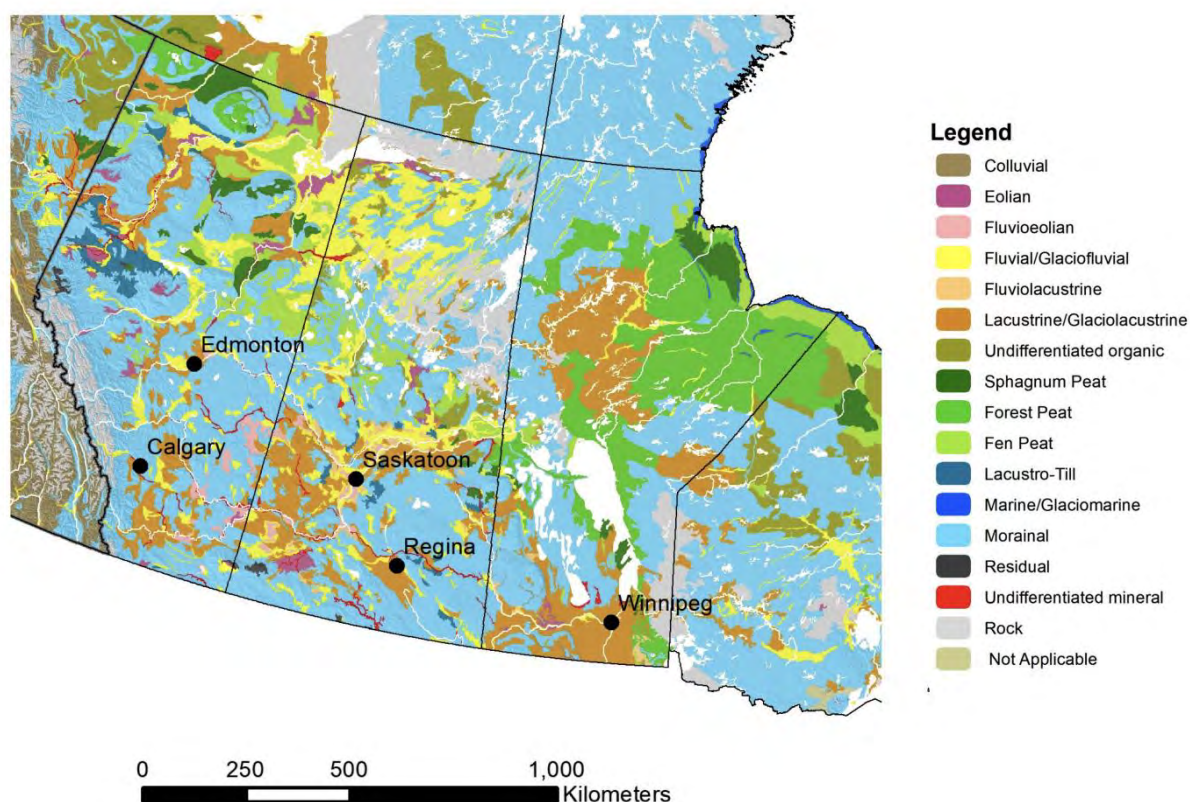 Edmonton
Calgary
Saskatoon
Regina
Winnipeg
Legend
Colluvial
Eolian
Fluvioeolian
Fluvial/Glaciofluvial
Fluviolacustrine
Lacustrine/Glaciolacustrine
Undifferentiated organic
Sphagnum Peat
Forest Peat
Fen Peat
Lacustro-Till
Marine/Glaciomarine
Morainal
Residual
Undifferentiated mineral
Rock
Not Applicable
0 250 500 1,000
Kilometers